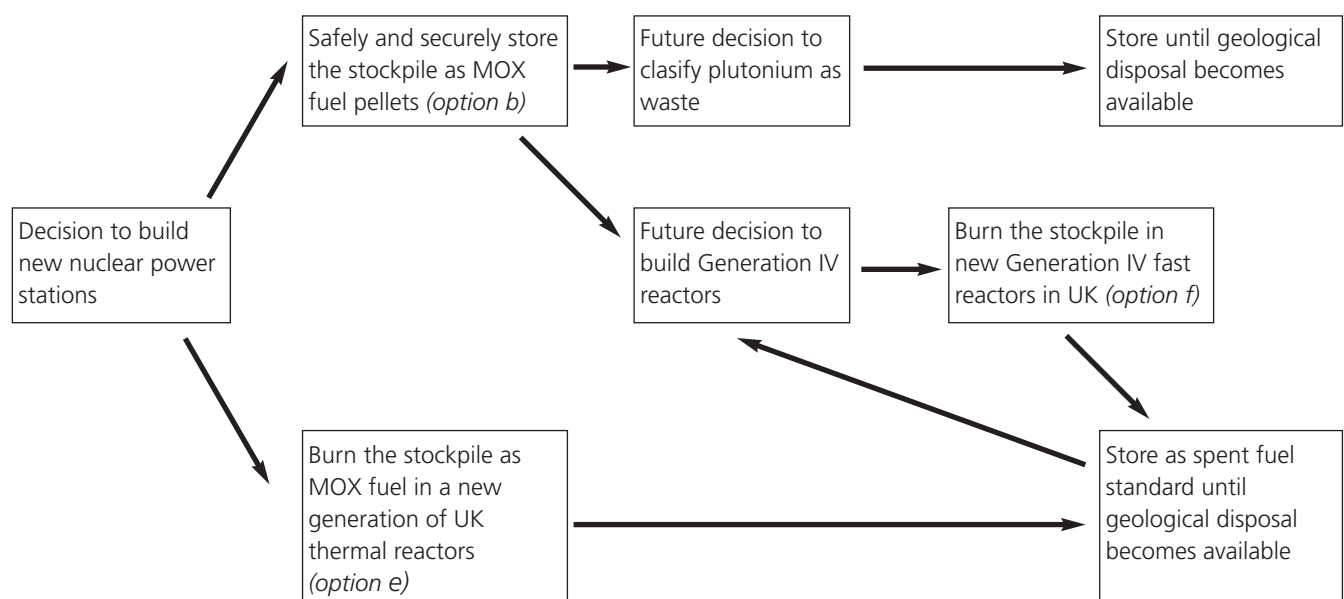 Safely and securely store
the stockpile as MOX
fuel pellets (option b)
Future decision to
clasify plutonium as
waste
Store until geological
disposal becomes
available
Decision to build
new nuclear power
stations
Future decision to
build Generation IV
reactors
Burn the stockpile in
new Generation IV fast
reactors in UK (option f)
Burn the stockpile as
MOX fuel in a new
generation of UK
thermal reactors
(option e)
Store as spent fuel
standard until
geological disposal
becomes available